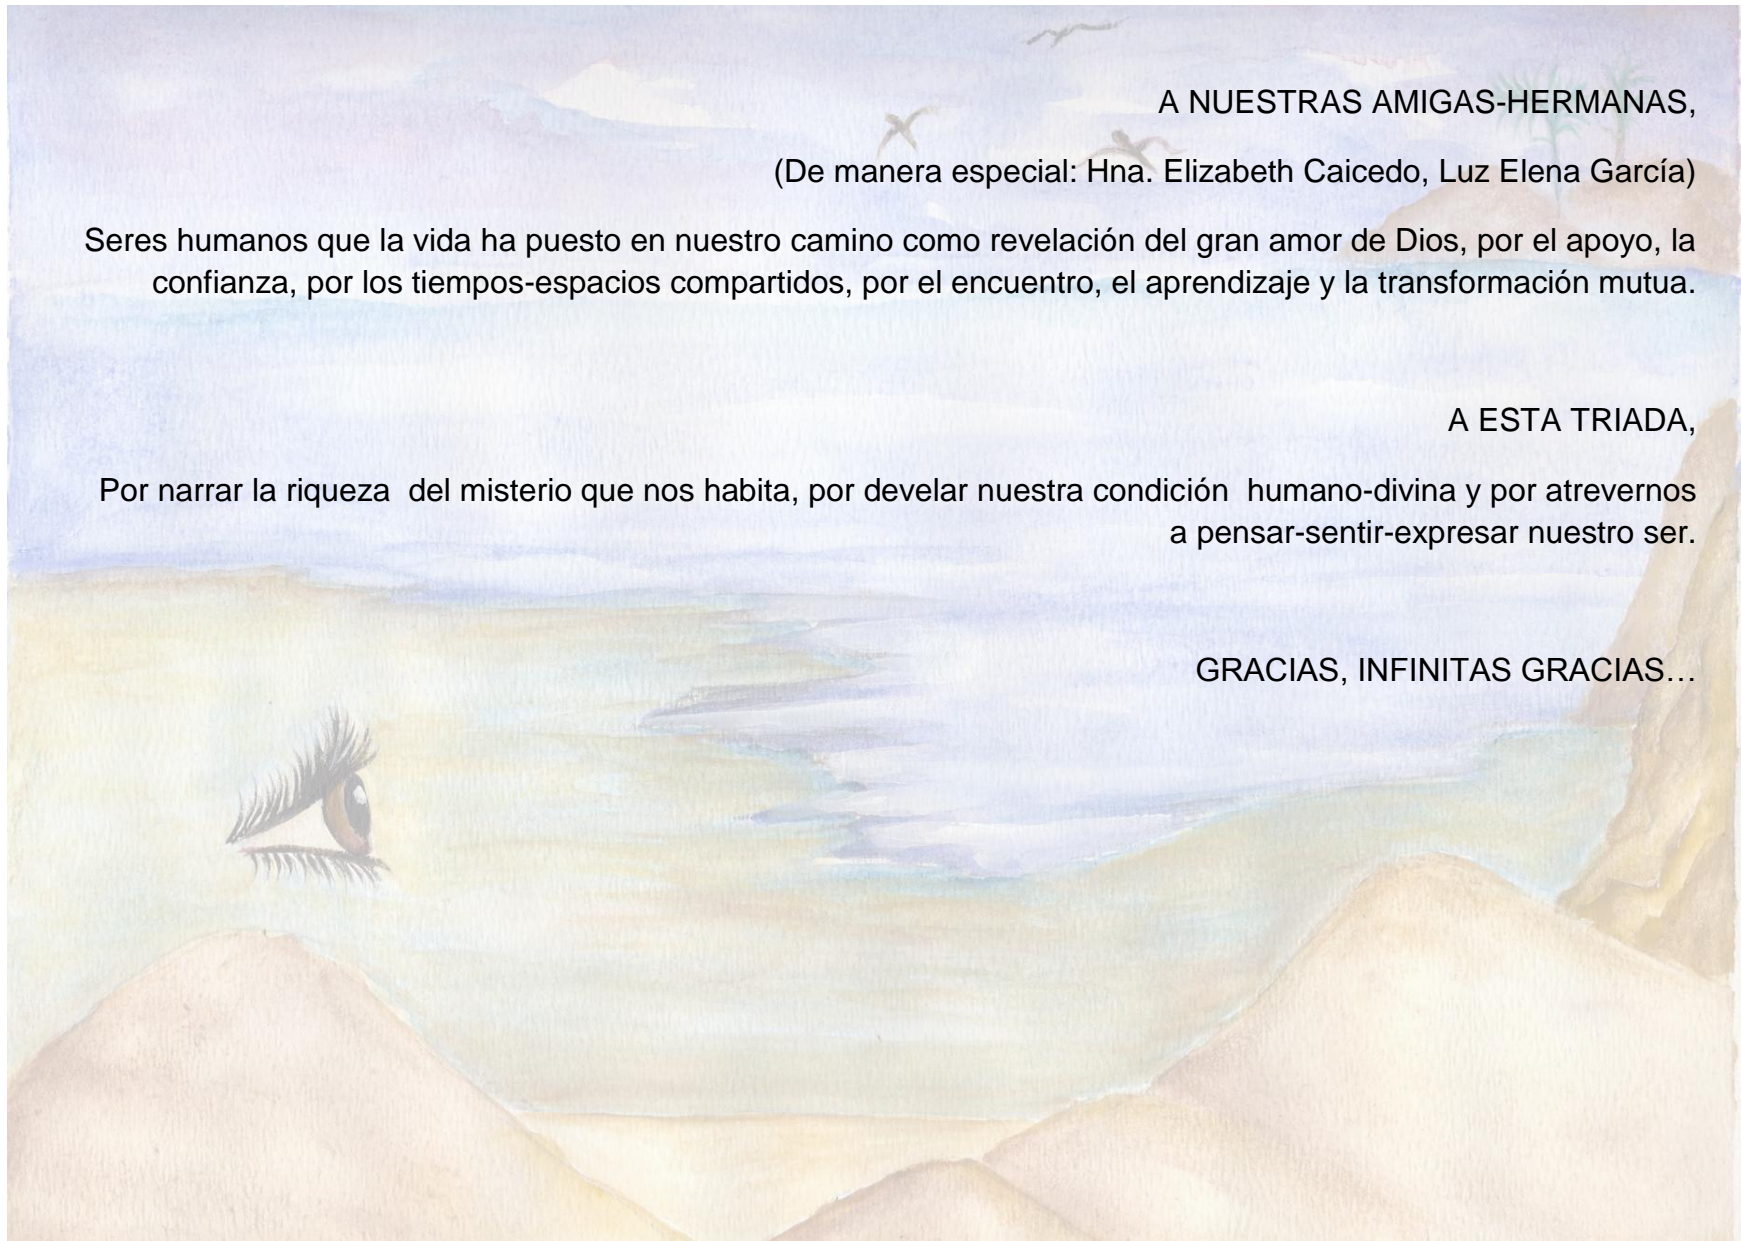 A NUESTRAS AMIGAS-HERMANAS,
(De manera especial: Hna. Elizabeth Caicedo, Luz Elena García)
Seres humanos que la vida ha puesto en nuestro camino como revelación del gran amor de Dios, por el apoyo, la
confianza, por los tiempos-espacios compartidos, por el encuentro, el aprendizaje y la transformación mutua.
A ESTA TRIADA,
Por narrar la riqueza  del misterio que nos habita, por develar nuestra condición  humano-divina y por atrevernos
a pensar-sentir-expresar nuestro ser.
GRACIAS, INFINITAS GRACIAS…